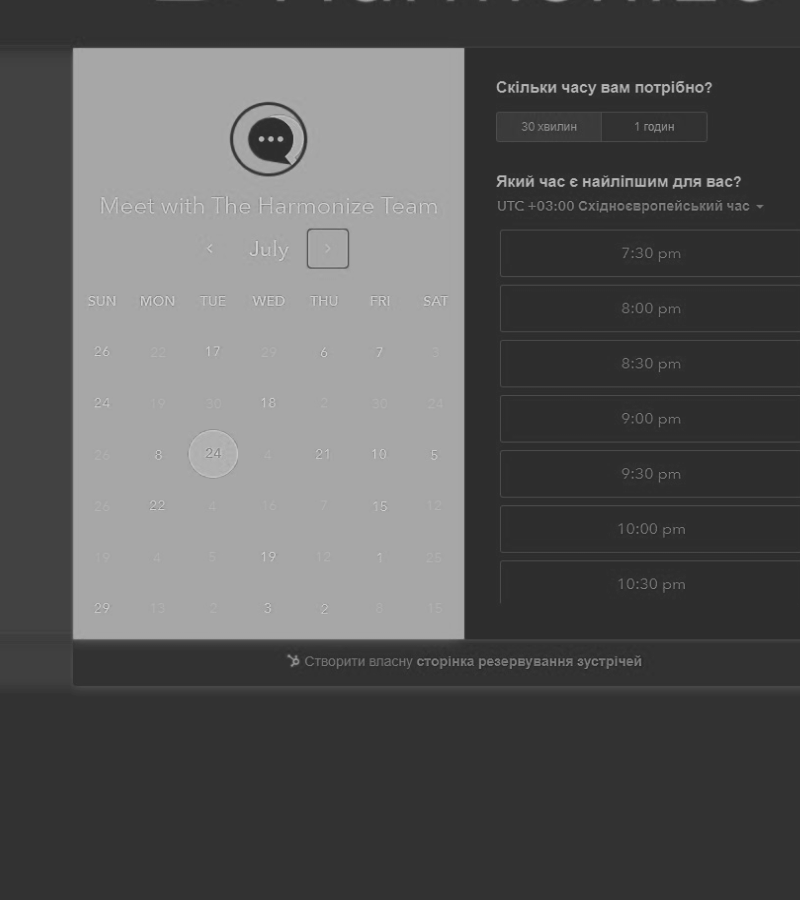 Meet with The Harmonize Team
July
SUN MON TUE WED THU FRI SAT
26 22 17 29 6 7 3
24 19 30 18 2 30 24
8 24 4 21 10 5
22 4 16 7 15 12
19 4 5 19 12 1 25
29 13 2 3 2 8 15
Скільки часу вам потрібно?
30 хвилин
1 годин
Який час є найліпшим для вас?
UTC +03:00 Східноєвропейський час
7:30 pm
8:00 pm
8:30 pm
9:00 pm
9:30 pm
10:00 pm
10:30 pm
Створити власну сторінка резервування зустрічей